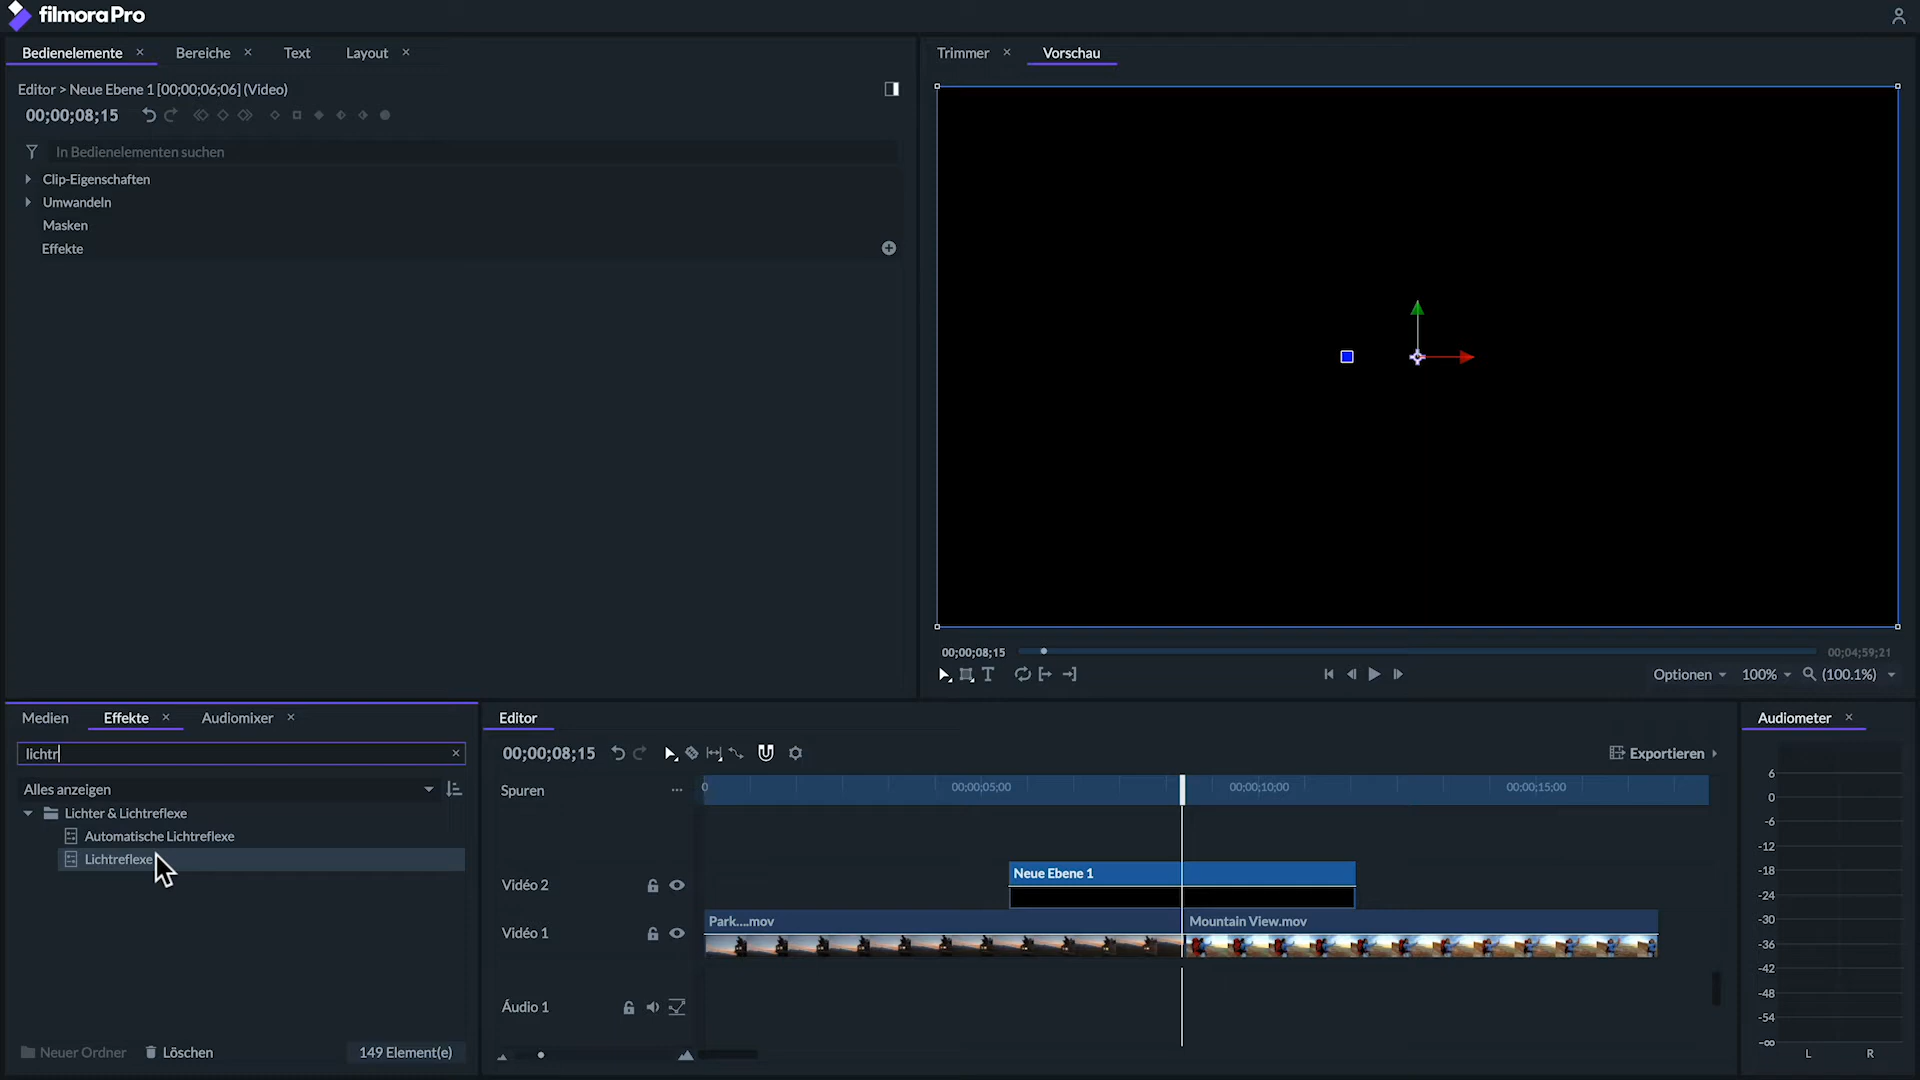 filmoraPro
Bedienelemente × Bereiche × Text Layout ×
Editor > Neue Ebene 1 [00;00;06;06] (Video)
00;00;08;15
In Bedienelementen suchen
Clip-Eigenschaften
Umwandeln
Masken
Effekte
Trimmer × Vorschau
00;00;08;15
00;04;59;21
Optionen 100% (100.1%)
Medien Effekte × Audiomixer ×
lichtr
Alles anzeigen
Lichter & Lichtreflexe
Automatische Lichtreflexe
Lichtreflexe
Neuer Ordner Löschen 149 Element(e)
Editor
00;00;08;15
Exportieren
Spuren ...
0 00;00;05;00 00;00;10;00 00;00;15;00
Vidéo 2
Neue Ebene 1
Vidéo 1
Park....mov Mountain View.mov
Áudio 1
Audiometer ×
6
0
-6
-12
-18
-24
-30
-36
-42
-48
-54
-∞
L R